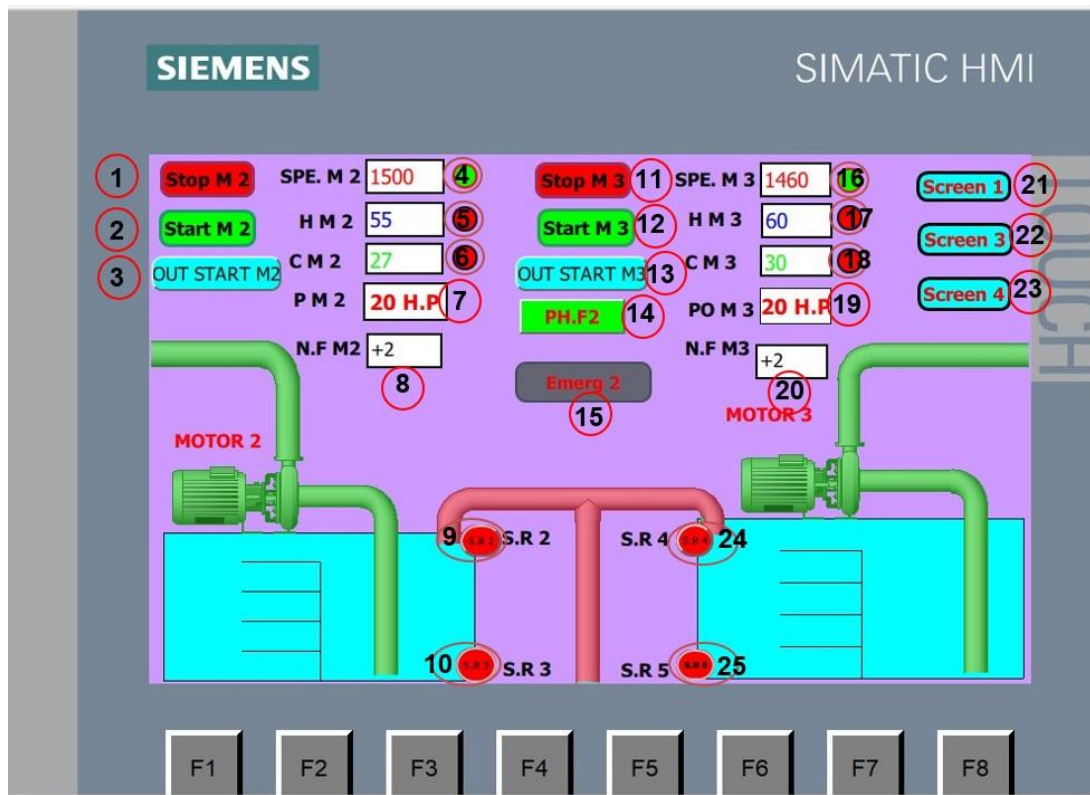 SIEMENS
SIMATIC HMI
TOUCH
1 Stop M 2 SPE. M 2 1500 4 Stop M 3 11 SPE. M 3 1460 16 Screen 1 21
2 Start M 2 H M 2 55 5 Start M 3 12 H M 3 60 17 Screen 3 22
3 OUT START M2 C M 2 27 6 OUT START M3 13 C M 3 30 18 Screen 4 23
P M 2 20 H.P 7 PH.F2 14 PO M 3 20 H.P 19
N.F M2 +2 N.F M3 +2
8 Emerg 2 20
15
MOTOR 2 MOTOR 3
9 S.R 2 S.R 2 S.R 4 S.R 4 24
10 S.R 3 S.R 3 S.R 5 25
F1 F2 F3 F4 F5 F6 F7 F8